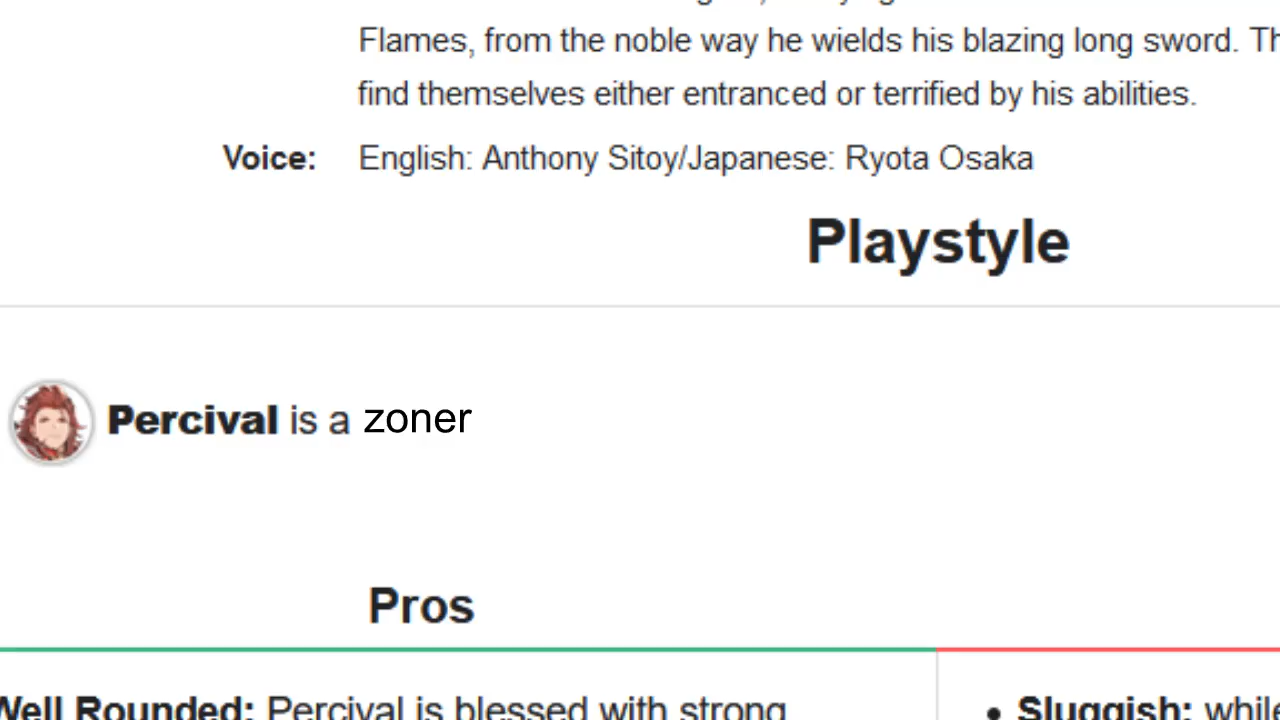 Flames, from the noble way he wields his blazing long sword. Th
find themselves either entranced or terrified by his abilities.
Voice: English: Anthony Sitoy/Japanese: Ryota Osaka
Playstyle
Percival is a zoner
Pros
Well Rounded: Percival is blessed with strong
• Sluggish: while